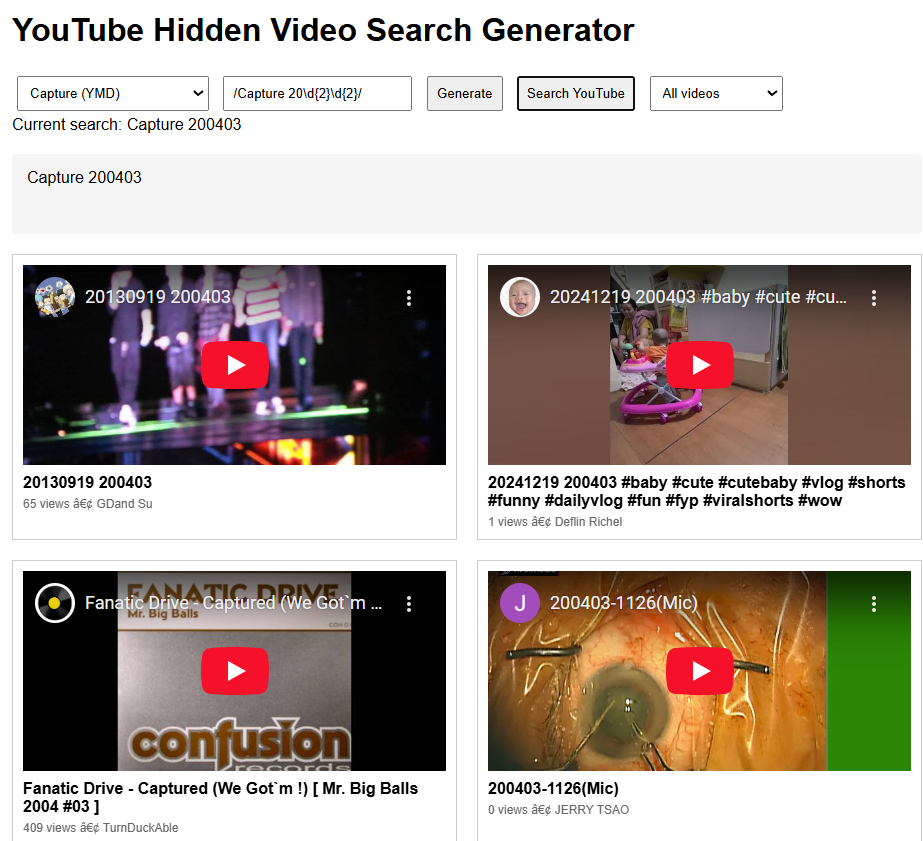 YouTube Hidden Video Search Generator
Capture (YMD)
/Capture 20\d{2}\d{2}/
Generate
Search YouTube
All videos
Current search: Capture 200403
Capture 200403
20130919 200403
20130919 200403
65 views â€¢ GDand Su
20241219 200403 #baby #cute #cu...
20241219 200403 #baby #cute #cutebaby #vlog #shorts
#funny #dailyvlog #fun #fyp #viralshorts #wow
1 views â€¢ Deflin Richel
Fanatic Drive - Captured (We Got`m ...
FANATIC DRIVE
Mr. Big Balls
confusion
records
Fanatic Drive - Captured (We Got`m !) [ Mr. Big Balls
2004 #03 ]
409 views â€¢ TurnDuckAble
J
200403-1126(Mic)
200403-1126(Mic)
0 views â€¢ JERRY TSAO